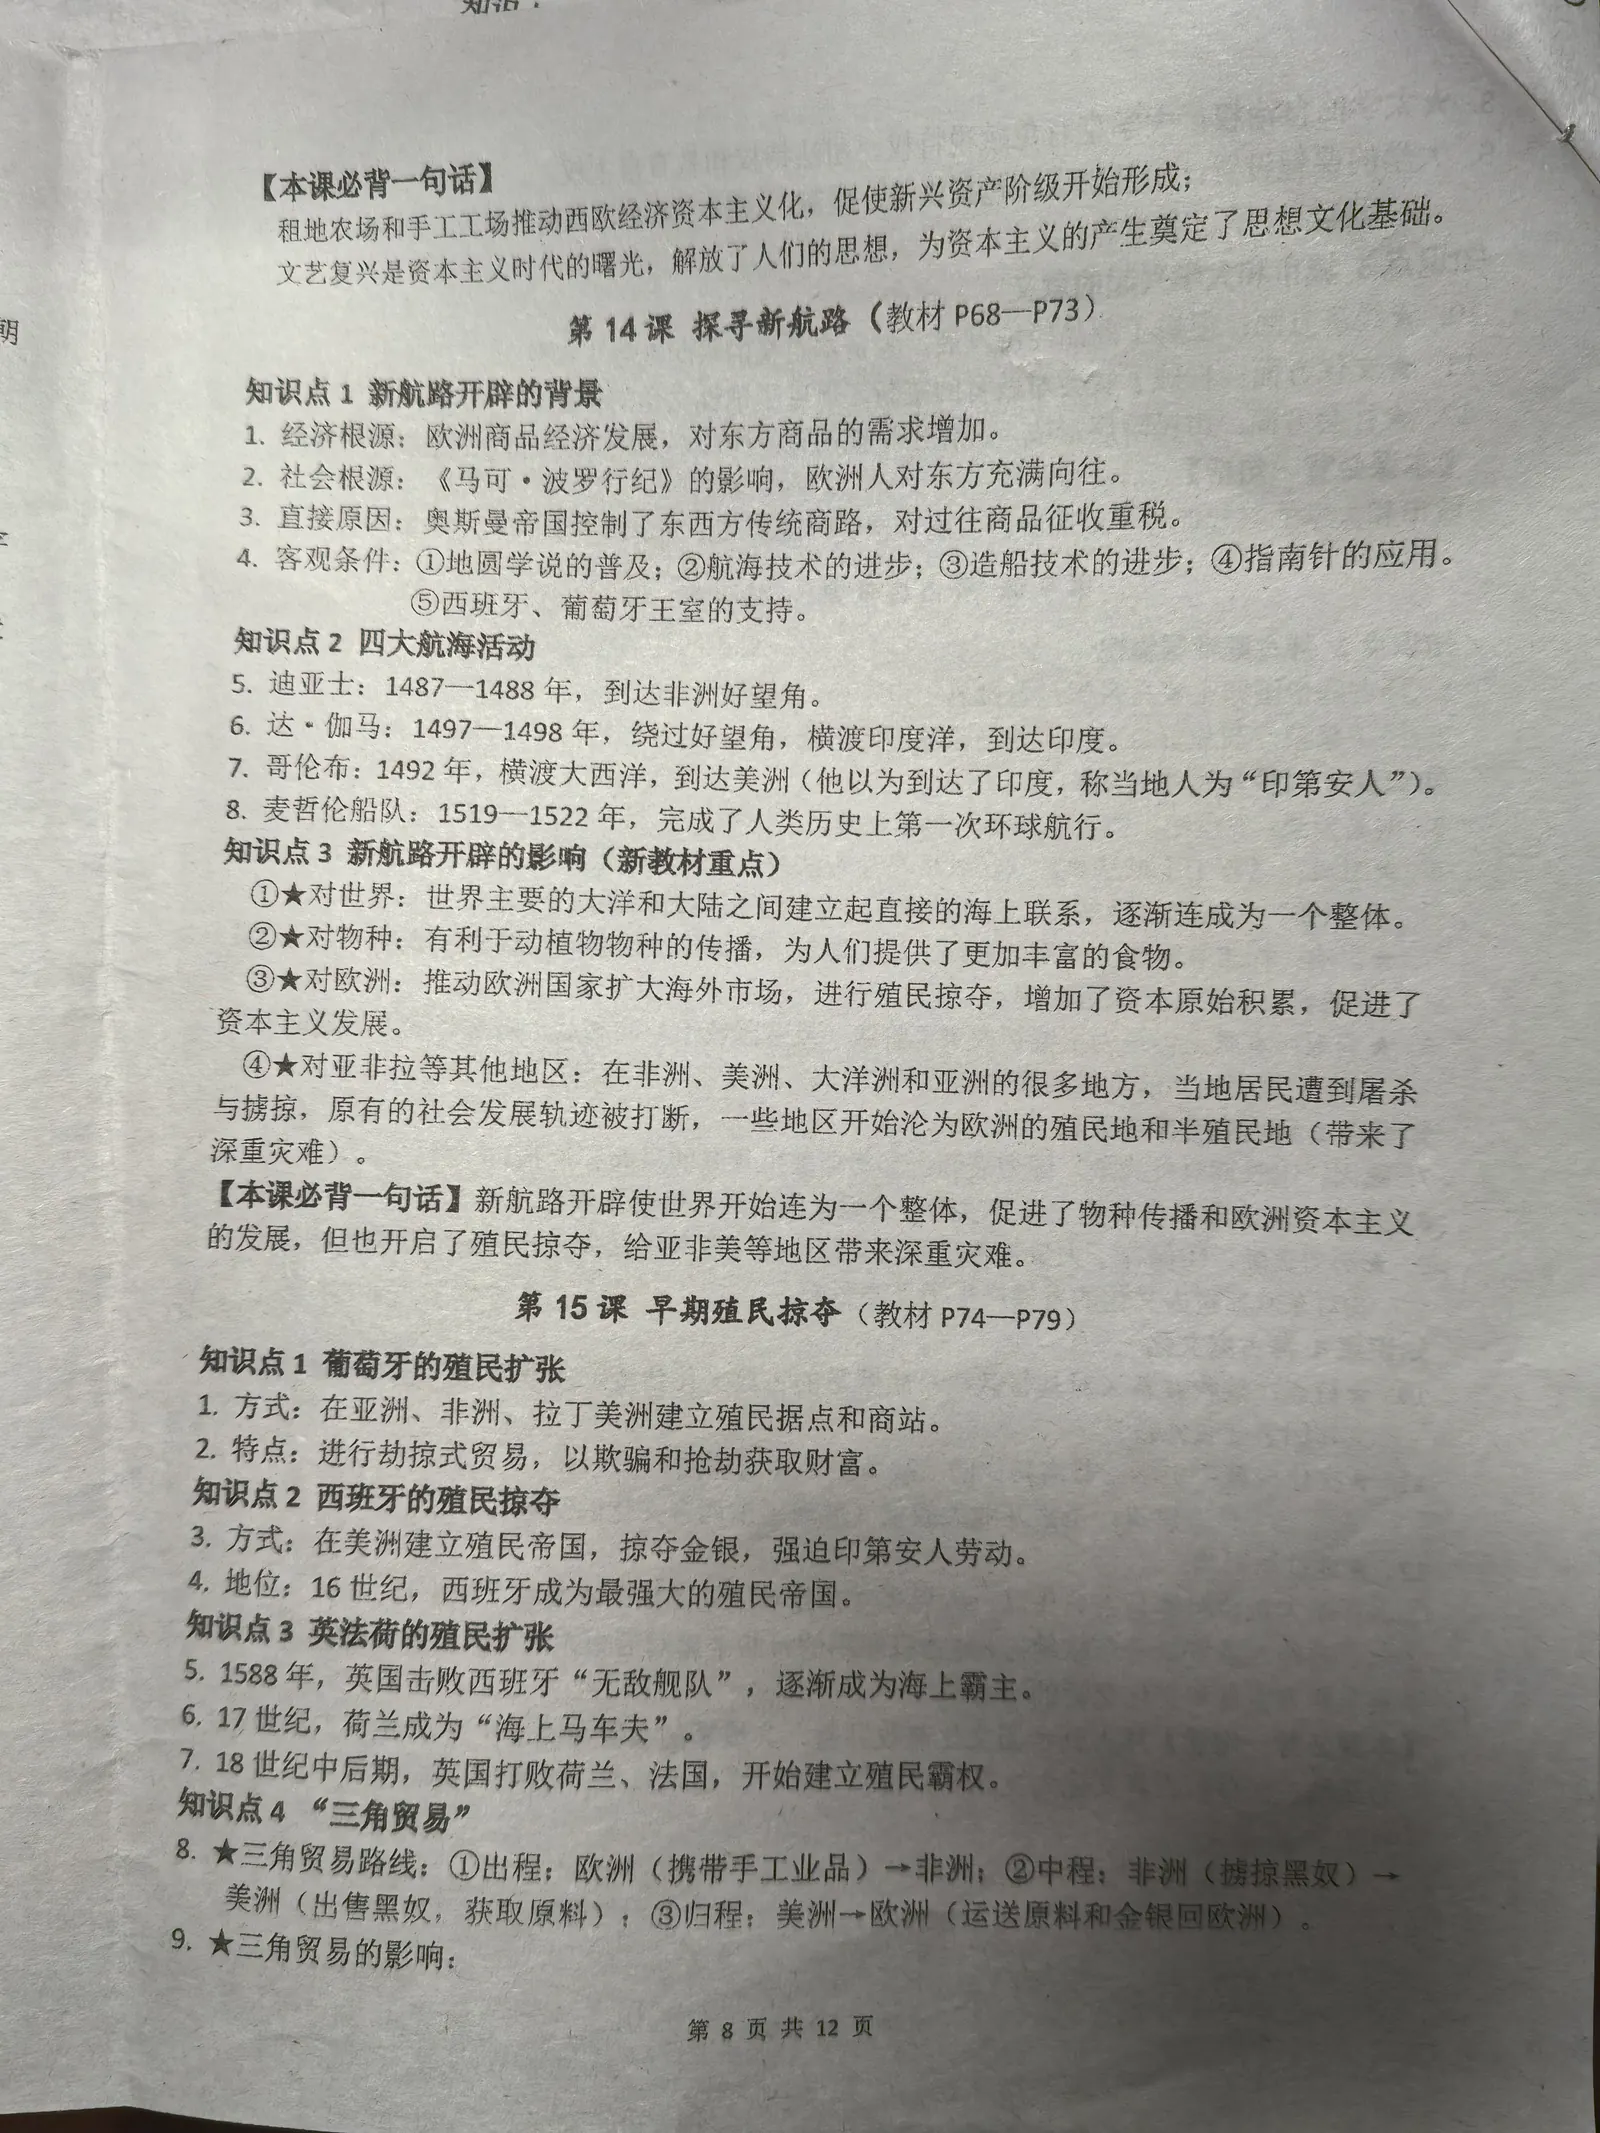 知识点
【本课必背一句话】
租地农场和手工工场推动西欧经济资本主义化，促使新兴资产阶级开始形成；
文艺复兴是资本主义时代的曙光，解放了人们的思想，为资本主义的产生奠定了思想文化基础。
第 14 课 探寻新航路（教材 P68—P73）
朝
知识点 1 新航路开辟的背景
1. 经济根源：欧洲商品经济发展，对东方商品的需求增加。
2. 社会根源：《马可·波罗行纪》的影响，欧洲人对东方充满向往。
3. 直接原因：奥斯曼帝国控制了东西方传统商路，对过往商品征收重税。
4. 客观条件：①地圆学说的普及；②航海技术的进步；③造船技术的进步；④指南针的应用。
⑤西班牙、葡萄牙王室的支持。
知识点 2 四大航海活动
5. 迪亚士：1487—1488 年，到达非洲好望角。
6. 达·伽马：1497—1498 年，绕过好望角，横渡印度洋，到达印度。
7. 哥伦布：1492 年，横渡大西洋，到达美洲（他以为到达了印度，称当地人为“印第安人”）。
8. 麦哲伦船队：1519—1522 年，完成了人类历史上第一次环球航行。
知识点 3 新航路开辟的影响（新教材重点）
①★对世界：世界主要的大洋和大陆之间建立起直接的海上联系，逐渐连成为一个整体。
②★对物种：有利于动植物物种的传播，为人们提供了更加丰富的食物。
③★对欧洲：推动欧洲国家扩大海外市场，进行殖民掠夺，增加了资本原始积累，促进了
资本主义发展。
④★对亚非拉等其他地区：在非洲、美洲、大洋洲和亚洲的很多地方，当地居民遭到屠杀
与掳掠，原有的社会发展轨迹被打断，一些地区开始沦为欧洲的殖民地和半殖民地（带来了
深重灾难）。
【本课必背一句话】新航路开辟使世界开始连为一个整体，促进了物种传播和欧洲资本主义
的发展，但也开启了殖民掠夺，给亚非美等地区带来深重灾难。
第 15 课 早期殖民掠夺（教材 P74—P79）
知识点 1 葡萄牙的殖民扩张
1. 方式：在亚洲、非洲、拉丁美洲建立殖民据点和商站。
2. 特点：进行劫掠式贸易，以欺骗和抢劫获取财富。
知识点 2 西班牙的殖民掠夺
3. 方式：在美洲建立殖民帝国，掠夺金银，强迫印第安人劳动。
4. 地位：16 世纪，西班牙成为最强大的殖民帝国。
知识点 3 英法荷的殖民扩张
5. 1588 年，英国击败西班牙“无敌舰队”，逐渐成为海上霸主。
6. 17 世纪，荷兰成为“海上马车夫”。
7. 18 世纪中后期，英国打败荷兰、法国，开始建立殖民霸权。
知识点 4 “三角贸易”
8. ★三角贸易路线：①出程：欧洲（携带手工业品）→非洲；②中程：非洲（掳掠黑奴）→
美洲（出售黑奴，获取原料）；③归程：美洲→欧洲（运送原料和金银回欧洲）。
9. ★三角贸易的影响：
第 8 页 共 12 页